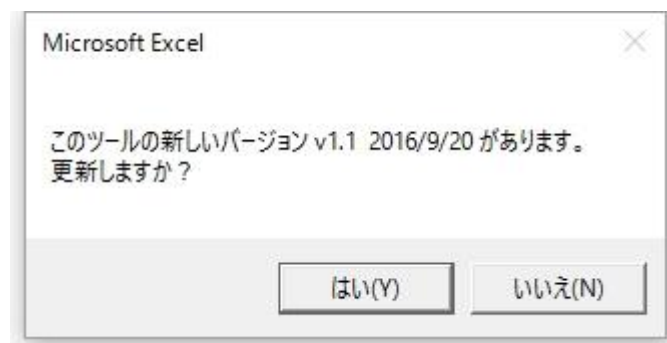 Microsoft Excel
このツールの新しいバージョン v1.1 2016/9/20 があります。
更新しますか？
はい(Y)
いいえ(N)